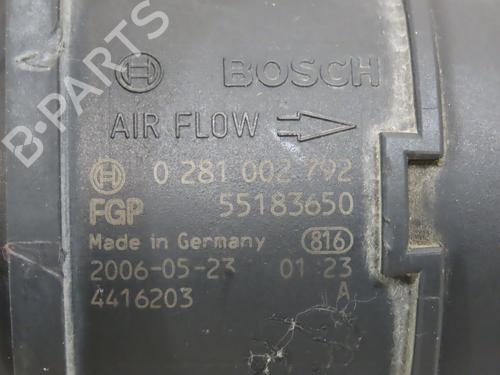 B-PARTS
BOSCH
AIR FLOW
0 281 002 792
FGP 55183650
Made in Germany 816
2006-05-23 01:23
4416203 A